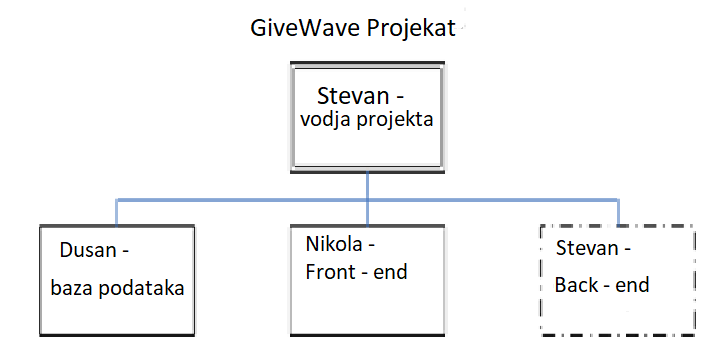 GiveWave Projekat
Stevan -
vodja projekta
Dusan -
baza podataka
Nikola -
Front - end
Stevan -
Back - end